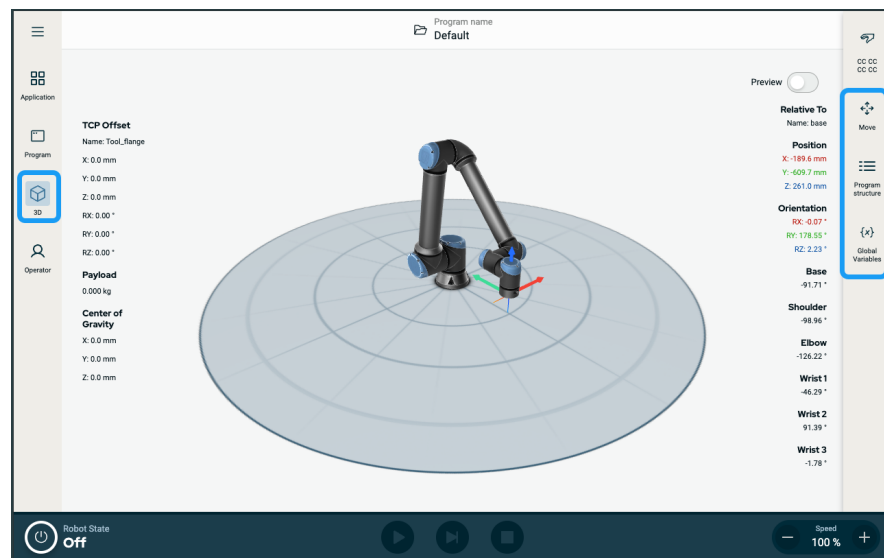 Program name
Default
Application
Program
3D
Operator
TCP Offset
Name: Tool_flange
X: 0.0 mm
Y: 0.0 mm
Z: 0.0 mm
RX: 0.00 °
RY: 0.00 °
RZ: 0.00 °
Payload
0.000 kg
Center of
Gravity
X: 0.0 mm
Y: 0.0 mm
Z: 0.0 mm
Preview
Relative To
Name: base
Position
X: -189.6 mm
Y: -609.7 mm
Z: 261.0 mm
Orientation
RX: -0.07 °
RY: 178.55 °
RZ: 2.23 °
Base
-91.71 °
Shoulder
-98.96 °
Elbow
-126.22 °
Wrist 1
-46.29 °
Wrist 2
91.39 °
Wrist 3
-1.78 °
CC CC
CC CC
Move
Program
structure
{x}
Global
Variables
Robot State
Off
Speed
100 %